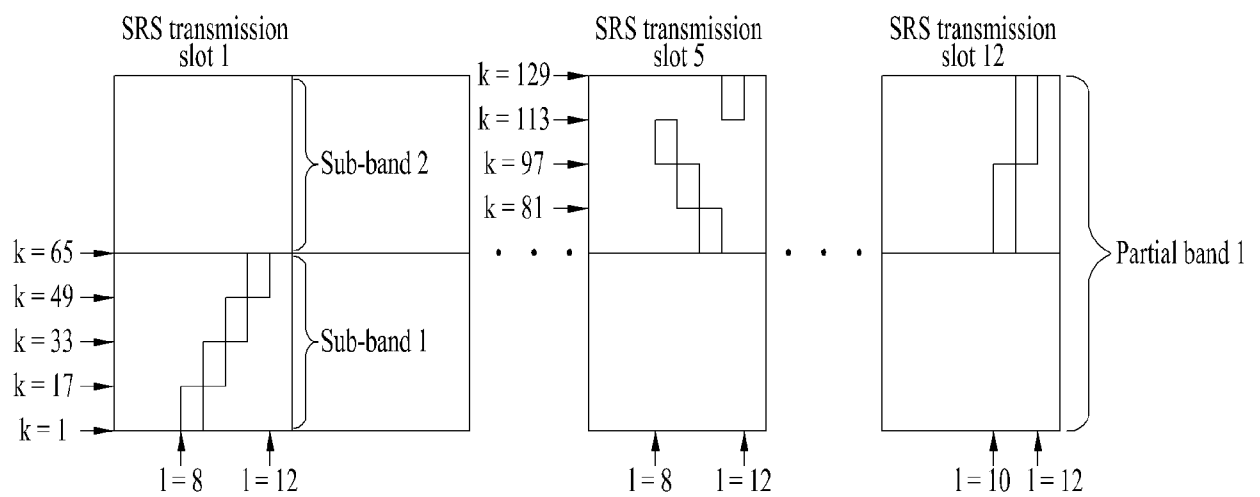 SRS transmission
slot 1
SRS transmission
slot 5
SRS transmission
slot 12
k = 129
k = 113
k = 97
k = 81
Sub-band 2
k = 65
k = 49
k = 33
k = 17
k = 1
Sub-band 1
Partial band 1
l = 8
l = 12
l = 8
l = 12
l = 10
l = 12